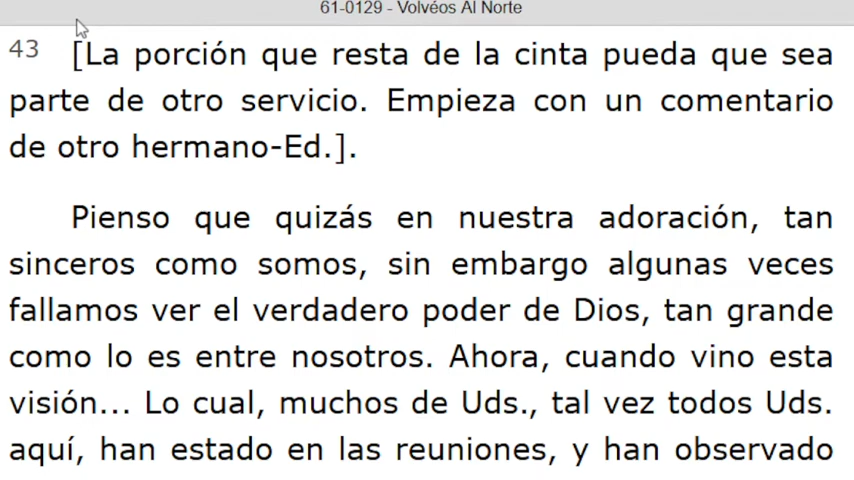 61-0129 - Volvéos Al Norte
43 [La porción que resta de la cinta pueda que sea
parte de otro servicio. Empieza con un comentario
de otro hermano-Ed.].
Pienso que quizás en nuestra adoración, tan
sinceros como somos, sin embargo algunas veces
fallamos ver el verdadero poder de Dios, tan grande
como lo es entre nosotros. Ahora, cuando vino esta
visión... Lo cual, muchos de Uds., tal vez todos Uds.
aquí, han estado en las reuniones, y han observado